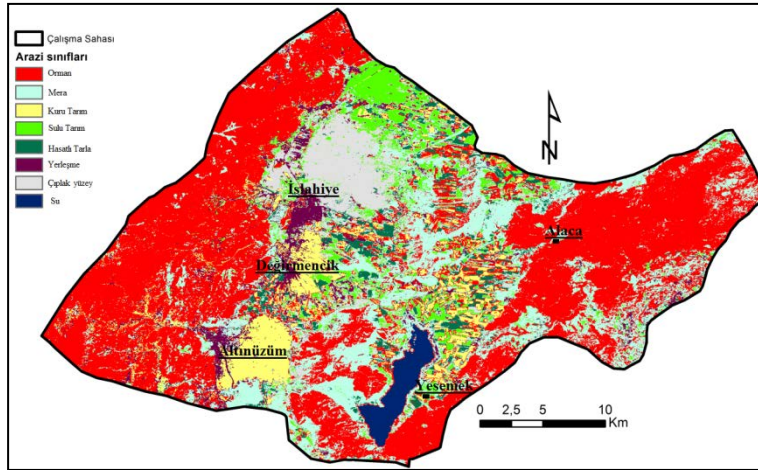 Çalışma Sahası
Arazi sınıfları
Orman
Mera
Kuru Tarım
Sulu Tarım
Hasatlı Tarla
Yerleşme
Çıplak yüzey
Su
N
İslahiye
Alaca
Değirmencik
Altınüzüm
Yesemek
0 2,5 5 10
Km